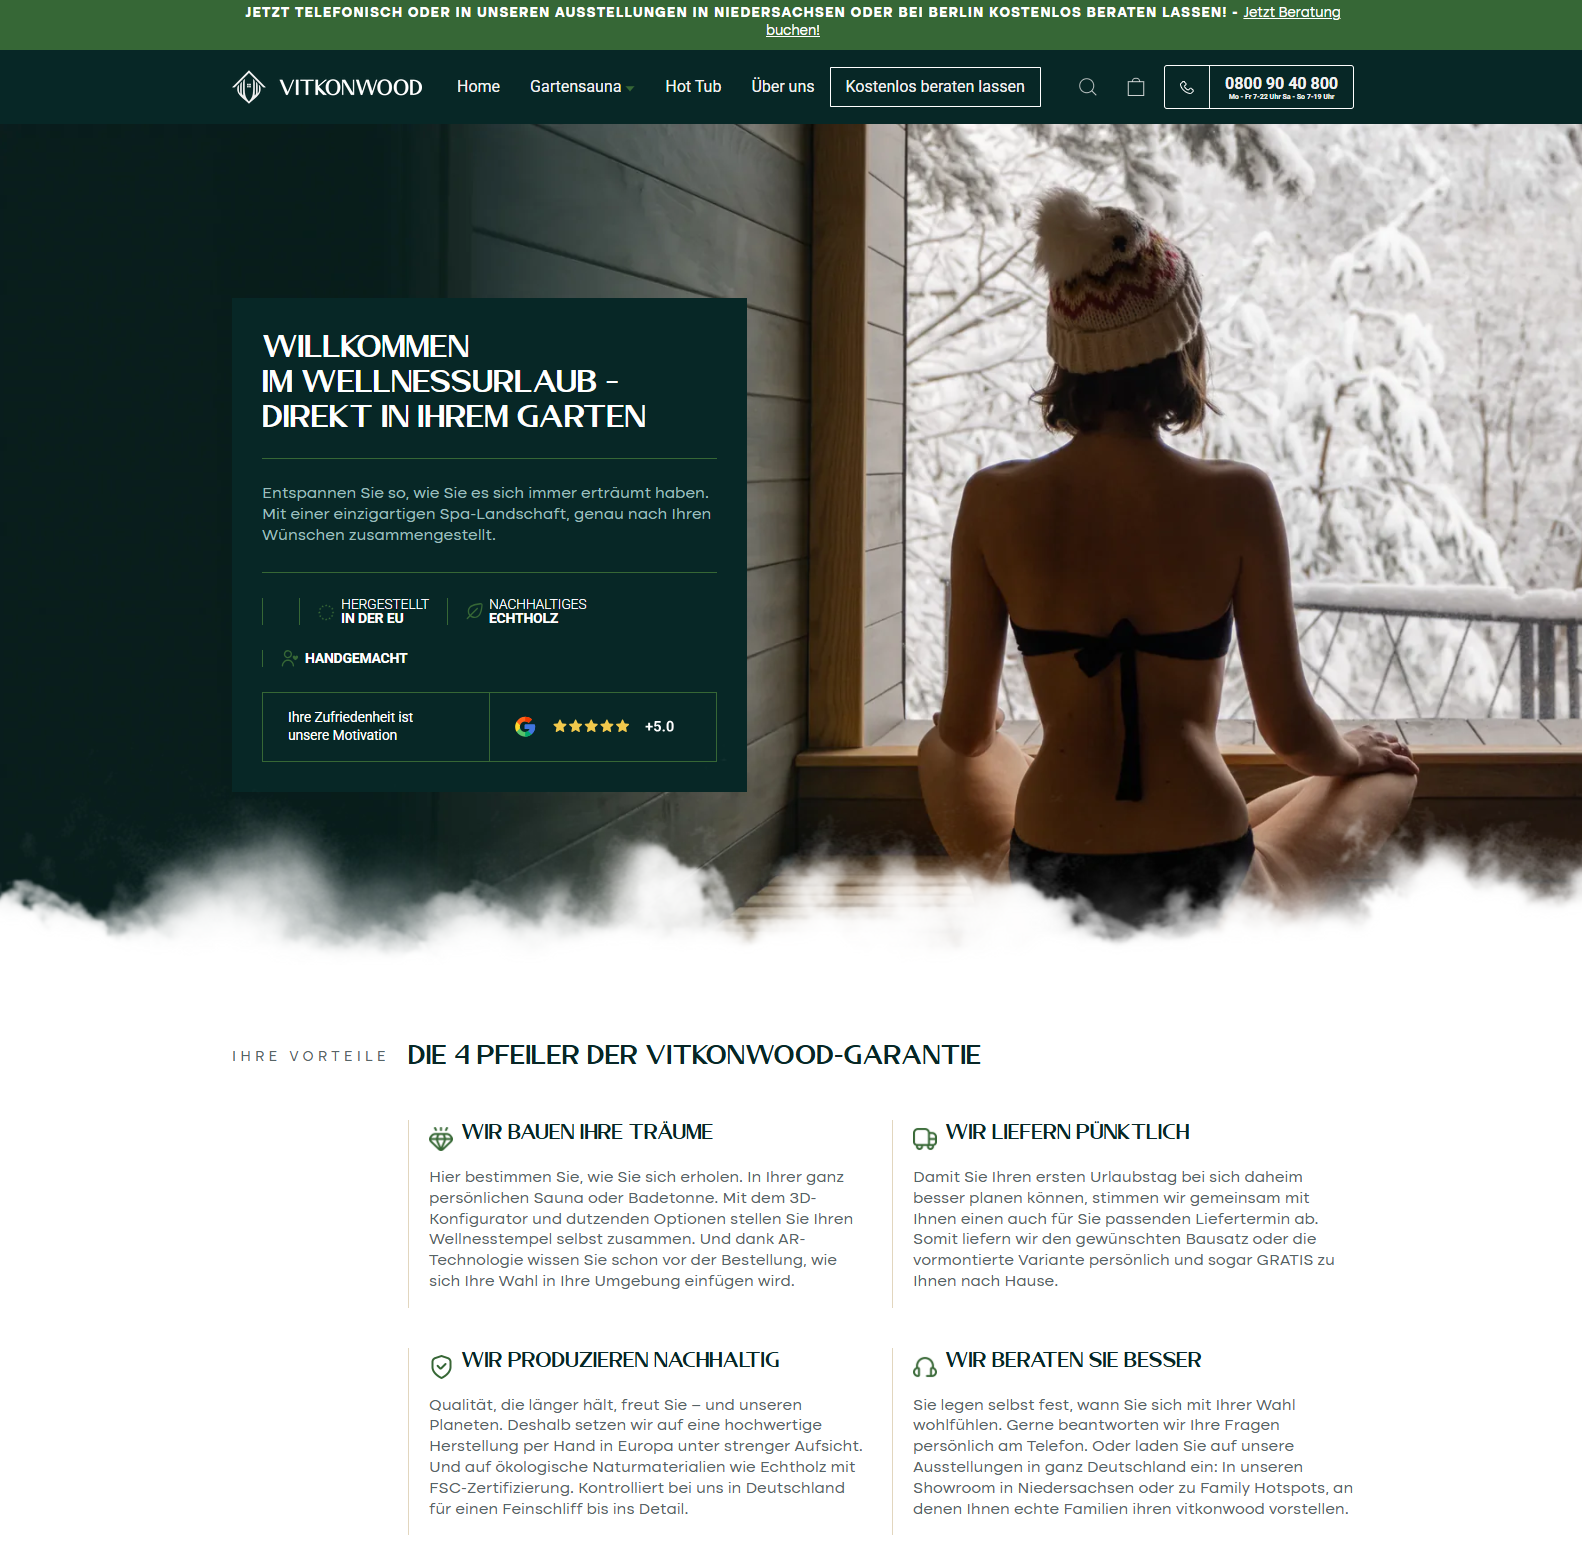 JETZT TELEFONISCH ODER IN UNSEREN AUSSTELLUNGEN IN NIEDERSACHSEN ODER BEI BERLIN KOSTENLOS BERATEN LASSEN! - Jetzt Beratung
buchen!
VITKONWOOD Home Gartensauna Hot Tub Über uns Kostenlos beraten lassen 0800 90 40 800
Mo - Fr 7-22 Uhr Sa - So 7-19 Uhr
WILLKOMMEN
IM WELLNESSURLAUB -
DIREKT IN IHREM GARTEN
Entspannen Sie so, wie Sie es sich immer erträumt haben.
Mit einer einzigartigen Spa-Landschaft, genau nach Ihren
Wünschen zusammengestellt.
HERGESTELLT
IN DER EU
NACHHALTIGES
ECHTHOLZ
HANDGEMACHT
Ihre Zufriedenheit ist
unsere Motivation
+5.0
IHRE VORTEILE
DIE 4 PFEILER DER VITKONWOOD-GARANTIE
WIR BAUEN IHRE TRÄUME
Hier bestimmen Sie, wie Sie sich erholen. In Ihrer ganz
persönlichen Sauna oder Badetonne. Mit dem 3D-
Konfigurator und dutzenden Optionen stellen Sie Ihren
Wellnesstempel selbst zusammen. Und dank AR-
Technologie wissen Sie schon vor der Bestellung, wie
sich Ihre Wahl in Ihre Umgebung einfügen wird.
WIR LIEFERN PÜNKTLICH
Damit Sie Ihren ersten Urlaubstag bei sich daheim
besser planen können, stimmen wir gemeinsam mit
Ihnen einen auch für Sie passenden Liefertermin ab.
Somit liefern wir den gewünschten Bausatz oder die
vormontierte Variante persönlich und sogar GRATIS zu
Ihnen nach Hause.
WIR PRODUZIEREN NACHHALTIG
Qualität, die länger hält, freut Sie – und unseren
Planeten. Deshalb setzen wir auf eine hochwertige
Herstellung per Hand in Europa unter strenger Aufsicht.
Und auf ökologische Naturmaterialien wie Echtholz mit
FSC-Zertifizierung. Kontrolliert bei uns in Deutschland
für einen Feinschliff bis ins Detail.
WIR BERATEN SIE BESSER
Sie legen selbst fest, wann Sie sich mit Ihrer Wahl
wohlfühlen. Gerne beantworten wir Ihre Fragen
persönlich am Telefon. Oder laden Sie auf unsere
Ausstellungen in ganz Deutschland ein: In unseren
Showroom in Niedersachsen oder zu Family Hotspots, an
denen Ihnen echte Familien ihren vitkonwood vorstellen.